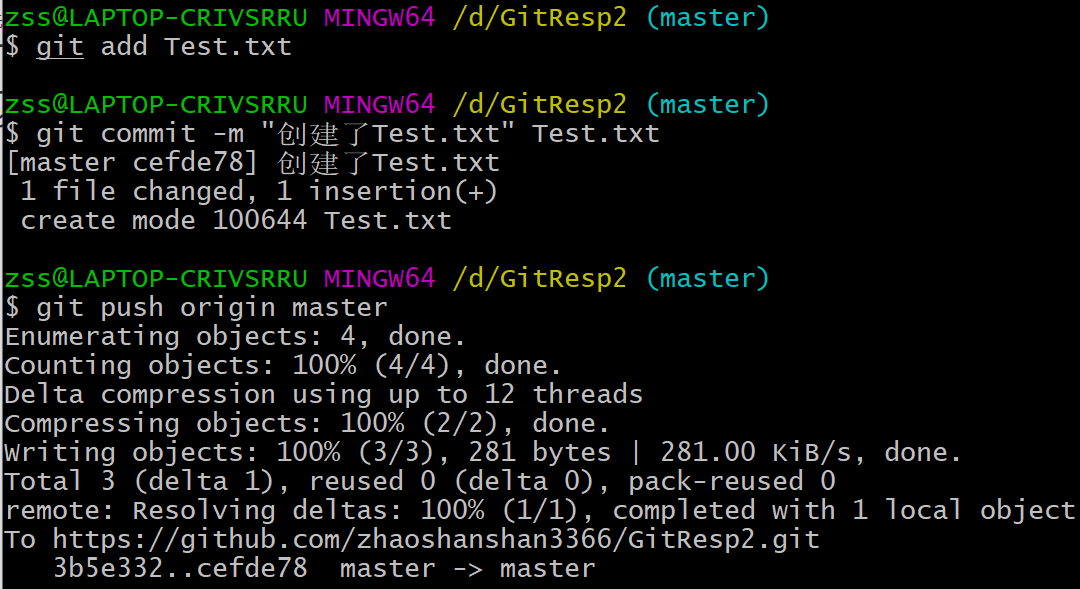 zss@LAPTOP-CRIVSRRU MINGW64 /d/GitResp2 (master)
$ git add Test.txt
zss@LAPTOP-CRIVSRRU MINGW64 /d/GitResp2 (master)
$ git commit -m "创建了Test.txt" Test.txt
[master cefde78] 创建了Test.txt
 1 file changed, 1 insertion(+)
 create mode 100644 Test.txt
zss@LAPTOP-CRIVSRRU MINGW64 /d/GitResp2 (master)
$ git push origin master
Enumerating objects: 4, done.
Counting objects: 100% (4/4), done.
Delta compression using up to 12 threads
Compressing objects: 100% (2/2), done.
Writing objects: 100% (3/3), 281 bytes | 281.00 KiB/s, done.
Total 3 (delta 1), reused 0 (delta 0), pack-reused 0
remote: Resolving deltas: 100% (1/1), completed with 1 local object
To https://github.com/zhaoshanshan3366/GitResp2.git
   3b5e332..cefde78  master -> master